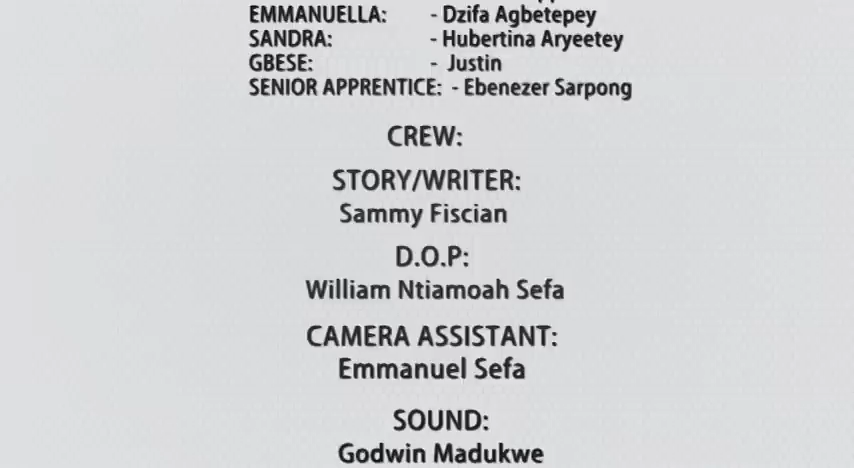 EMMANUELLA: - Dzifa Agbetepey
SANDRA: - Hubertina Aryeetey
GBESE: - Justin
SENIOR APPRENTICE: - Ebenezer Sarpong
CREW:
STORY/WRITER:
Sammy Fiscian
D.O.P:
William Ntiamoah Sefa
CAMERA ASSISTANT:
Emmanuel Sefa
SOUND:
Godwin Madukwe